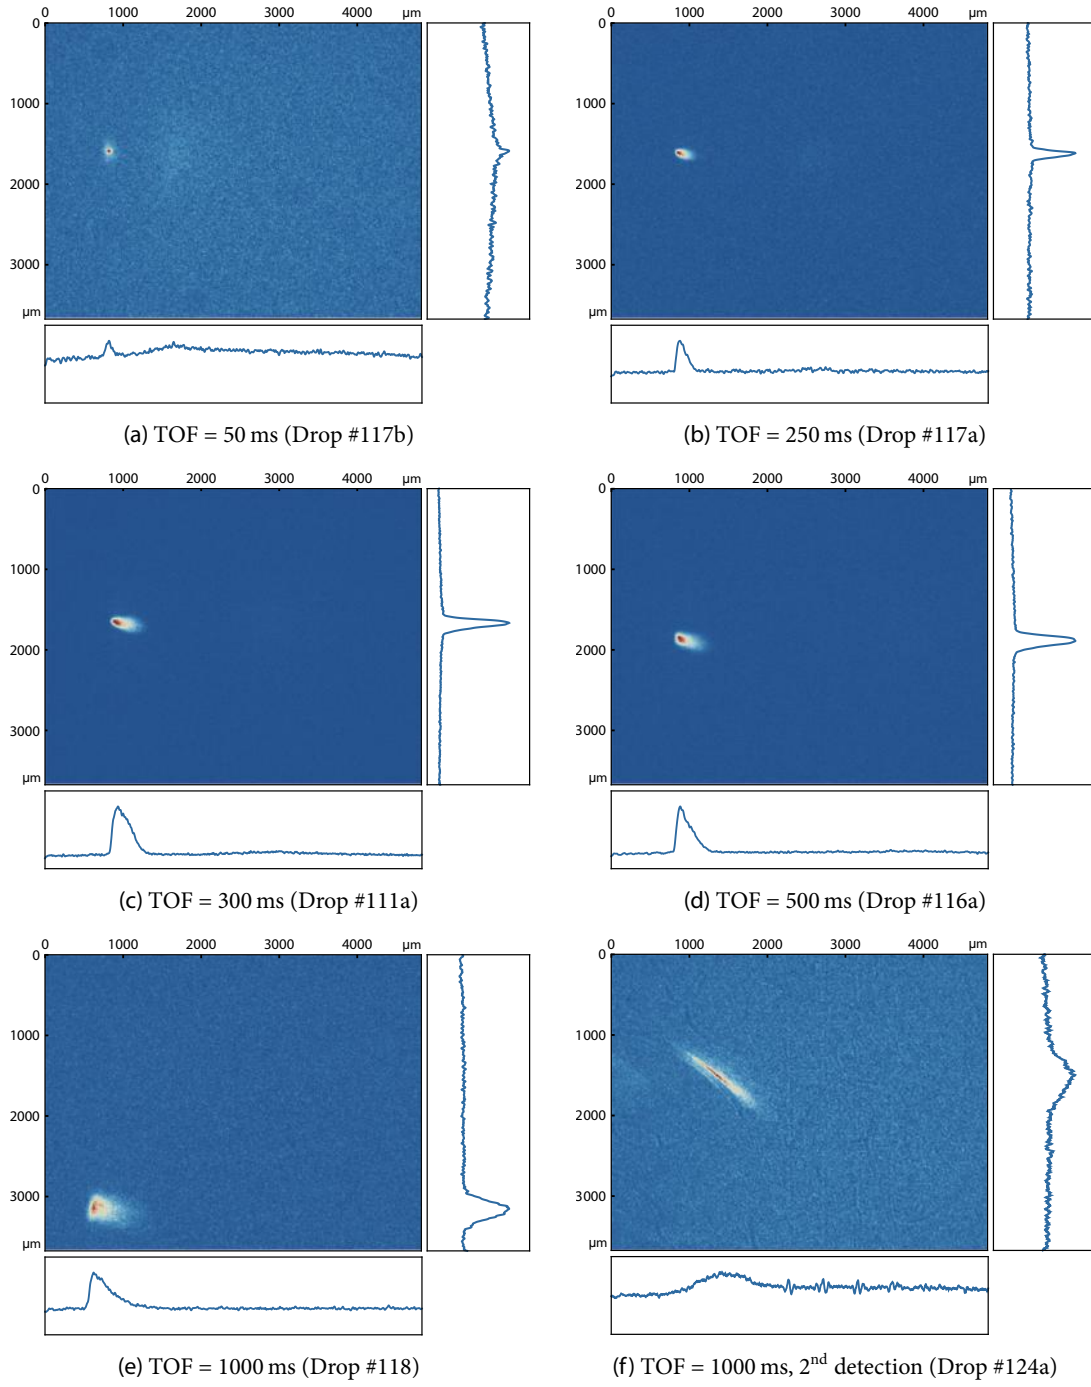 0 1000 2000 3000 4000 µm 0 1000 2000 3000 4000 µm
0 0
1000 1000
2000 2000
3000 3000
µm µm
(a) TOF = 50 ms (Drop #117b) (b) TOF = 250 ms (Drop #117a)
0 1000 2000 3000 4000 µm 0 1000 2000 3000 4000 µm
0 0
1000 1000
2000 2000
3000 3000
µm µm
(c) TOF = 300 ms (Drop #111a) (d) TOF = 500 ms (Drop #116a)
0 1000 2000 3000 4000 µm 0 1000 2000 3000 4000 µm
0 0
1000 1000
2000 2000
3000 3000
µm µm
(e) TOF = 1000 ms (Drop #118) (f) TOF = 1000 ms, 2nd detection (Drop #124a)